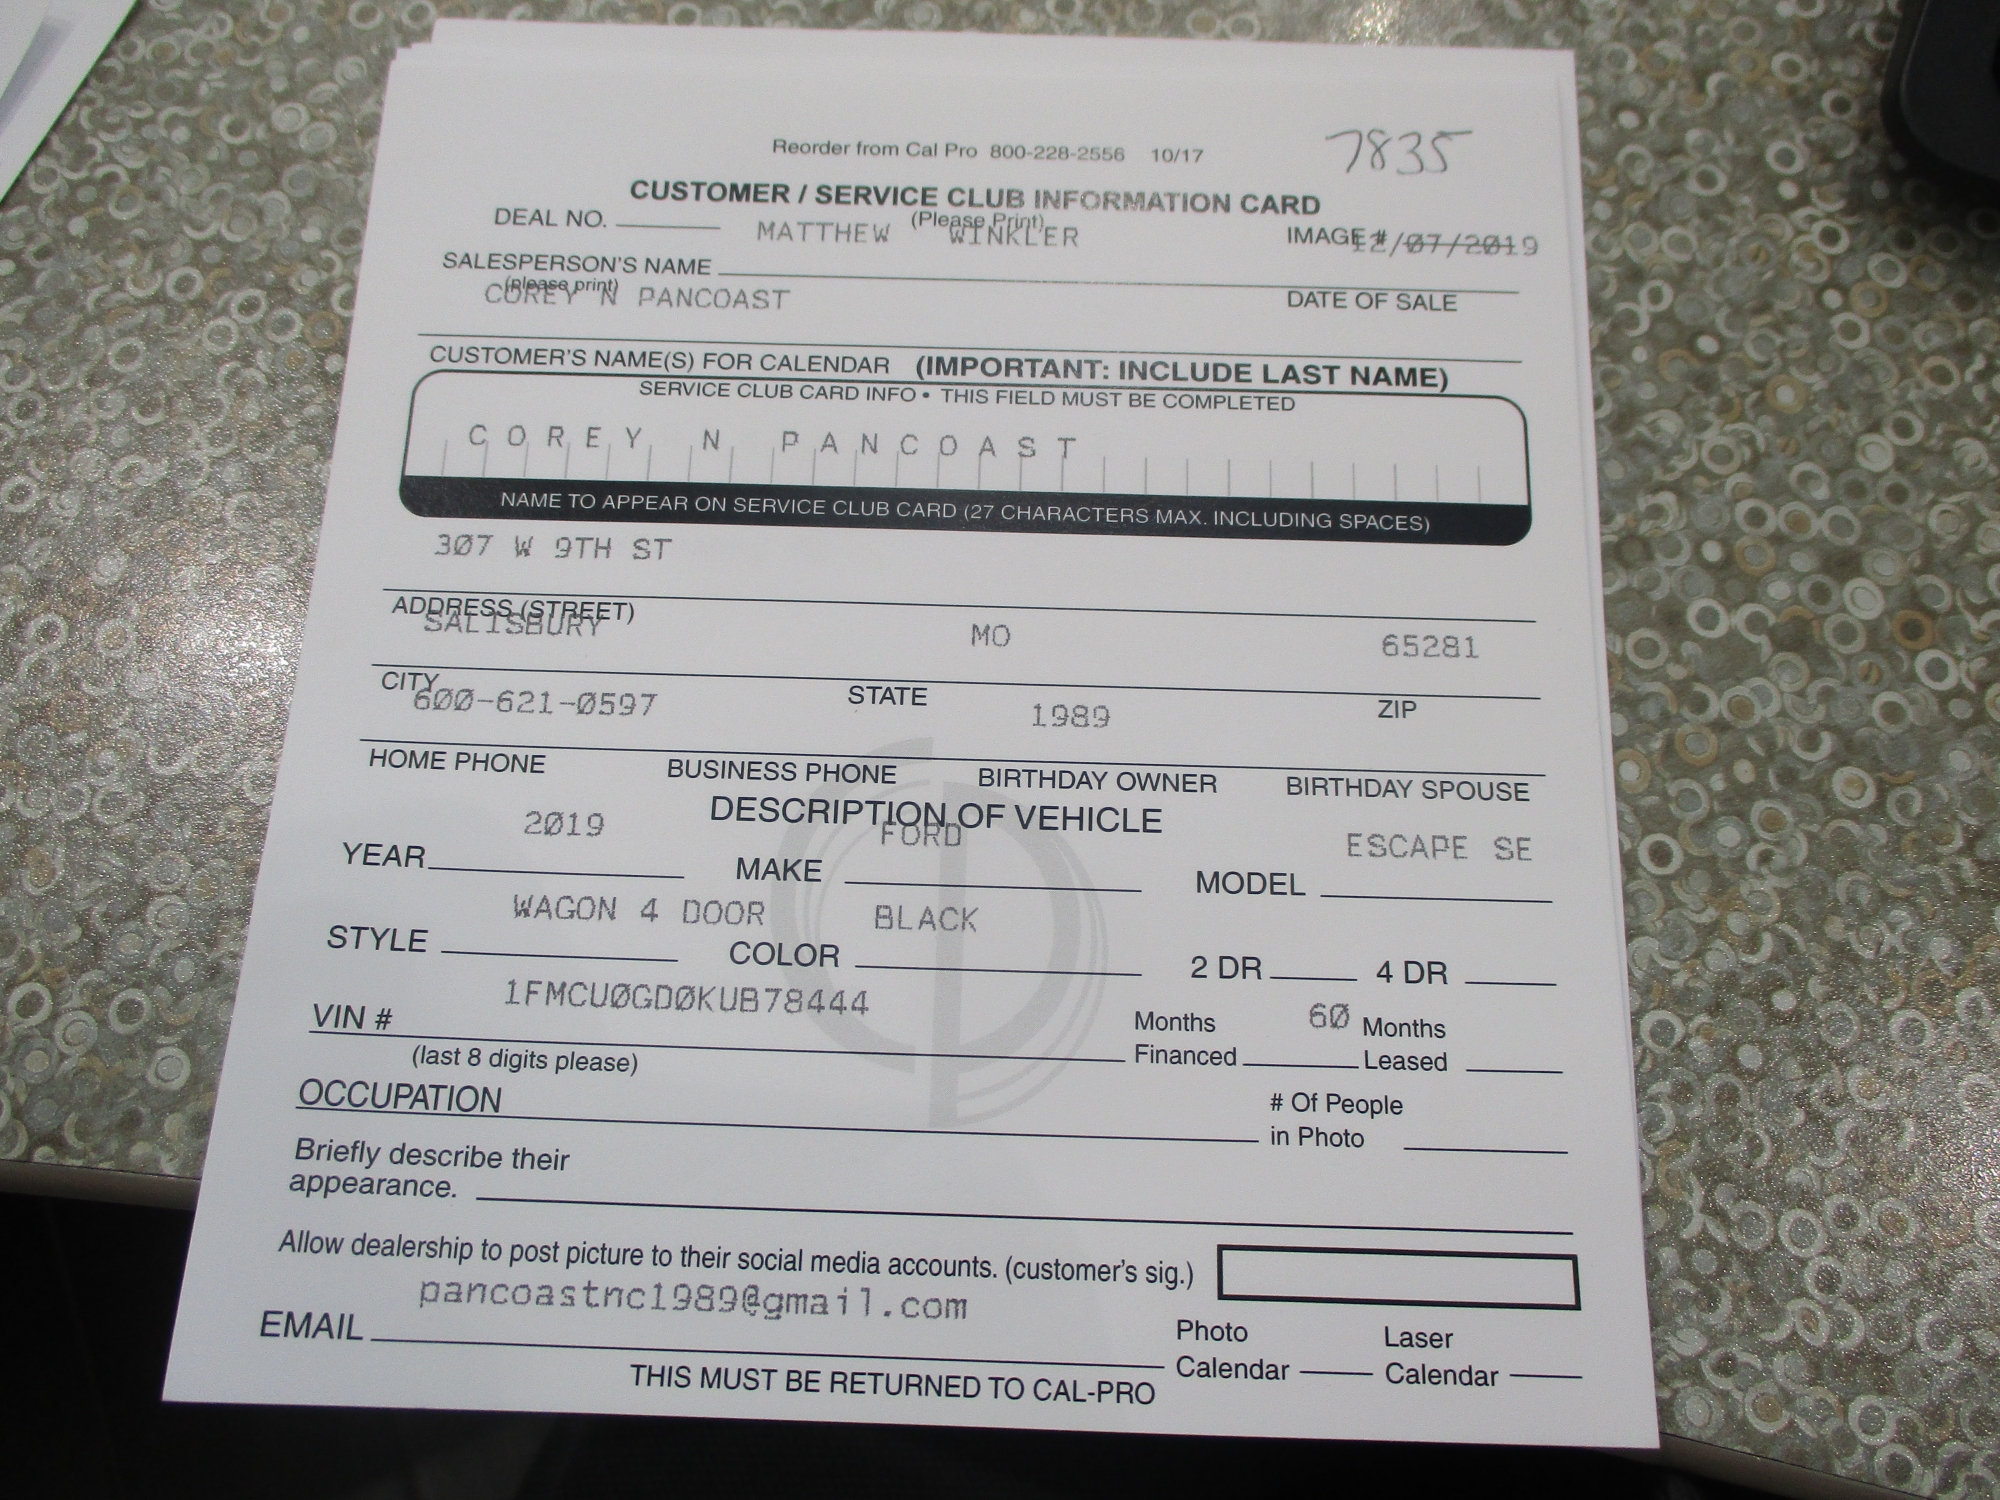 Reorder from Cal Pro 800-228-2556 10/17
7835
CUSTOMER / SERVICE CLUB INFORMATION CARD
(Please Print)
DEAL NO.
MATTHEW WINKLER
IMAGE # 12/07/2019
SALESPERSON'S NAME
(please print)
COREY N PANCOAST
DATE OF SALE
CUSTOMER'S NAME(S) FOR CALENDAR (IMPORTANT: INCLUDE LAST NAME)
SERVICE CLUB CARD INFO • THIS FIELD MUST BE COMPLETED
COREY N PANCOAST
NAME TO APPEAR ON SERVICE CLUB CARD (27 CHARACTERS MAX. INCLUDING SPACES)
307 W 9TH ST
ADDRESS (STREET)
SALISBURY MO 65281
CITY STATE ZIP
600-621-0597 1989
HOME PHONE BUSINESS PHONE BIRTHDAY OWNER BIRTHDAY SPOUSE
DESCRIPTION OF VEHICLE
2019 FORD ESCAPE SE
YEAR MAKE MODEL
WAGON 4 DOOR BLACK
STYLE COLOR 2 DR 4 DR
1FMCU0GD0KUB78444
VIN #
(last 8 digits please)
Months Financed 60
Months Leased
OCCUPATION
# Of People
in Photo
Briefly describe their
appearance.
Allow dealership to post picture to their social media accounts. (customer's sig.)
pancoastnc1989@gmail.com
EMAIL
Photo Calendar
Laser Calendar
THIS MUST BE RETURNED TO CAL-PRO